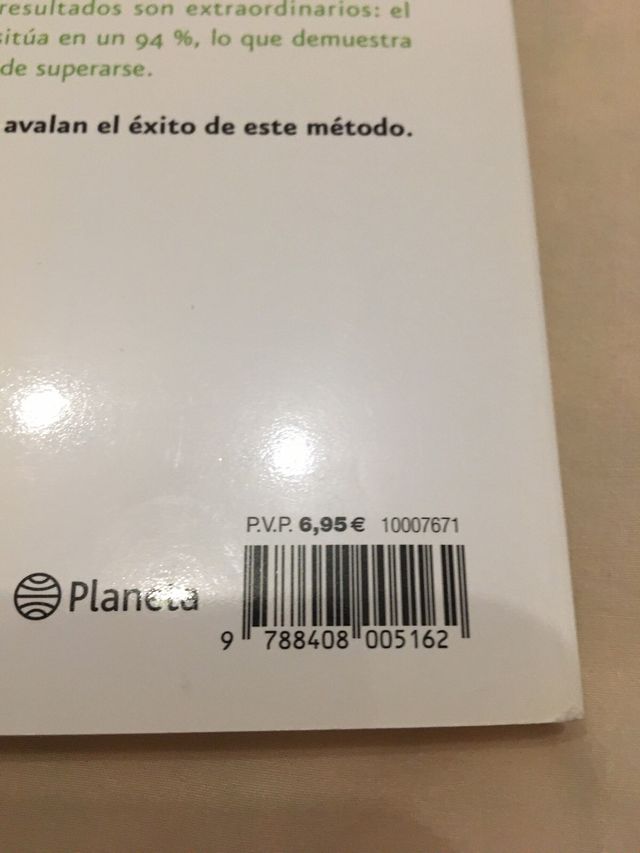 resultados son extraordinarios: el
sitúa en un 94 %, lo que demuestra
de superarse.
avalan el éxito de este método.
P.V.P. 6,95 € 10007671
Planeta
9 788408 005162